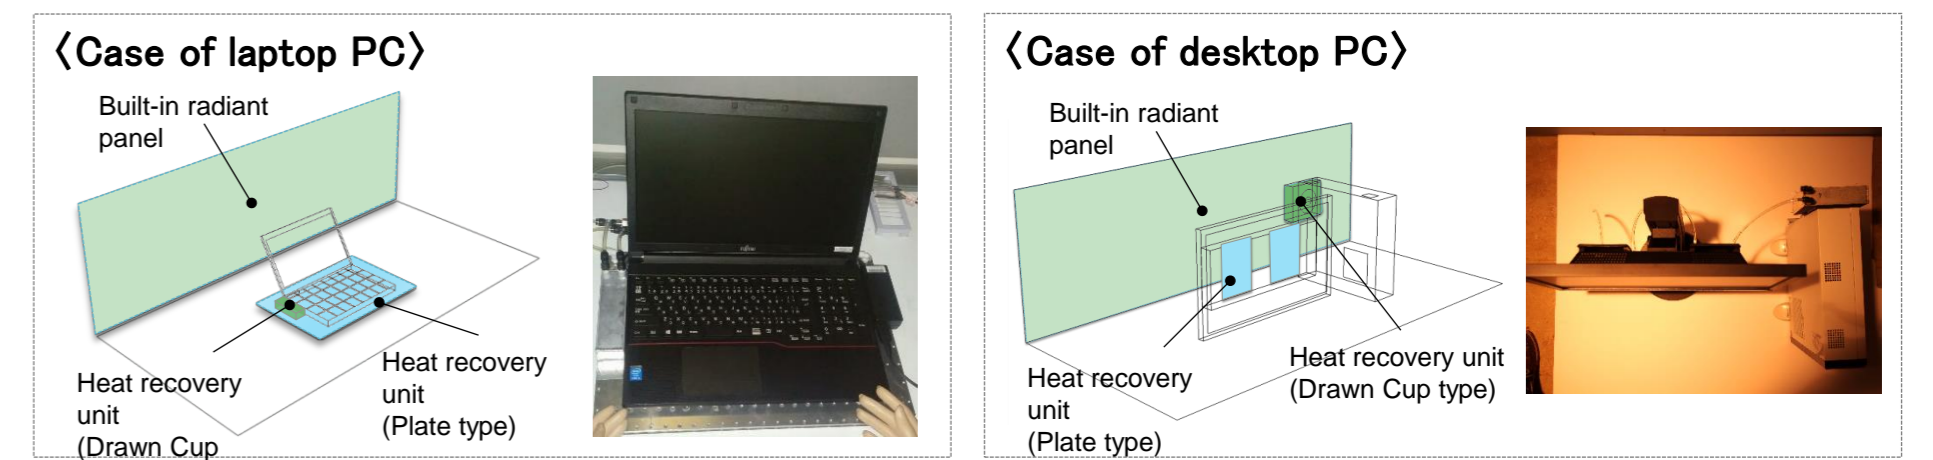 〈Case of laptop PC〉
Built-in radiant
panel
Heat recovery
unit
(Drawn Cup
Heat recovery
unit
(Plate type)
〈Case of desktop PC〉
Built-in radiant
panel
Heat recovery
unit
(Plate type)
Heat recovery unit
(Drawn Cup type)